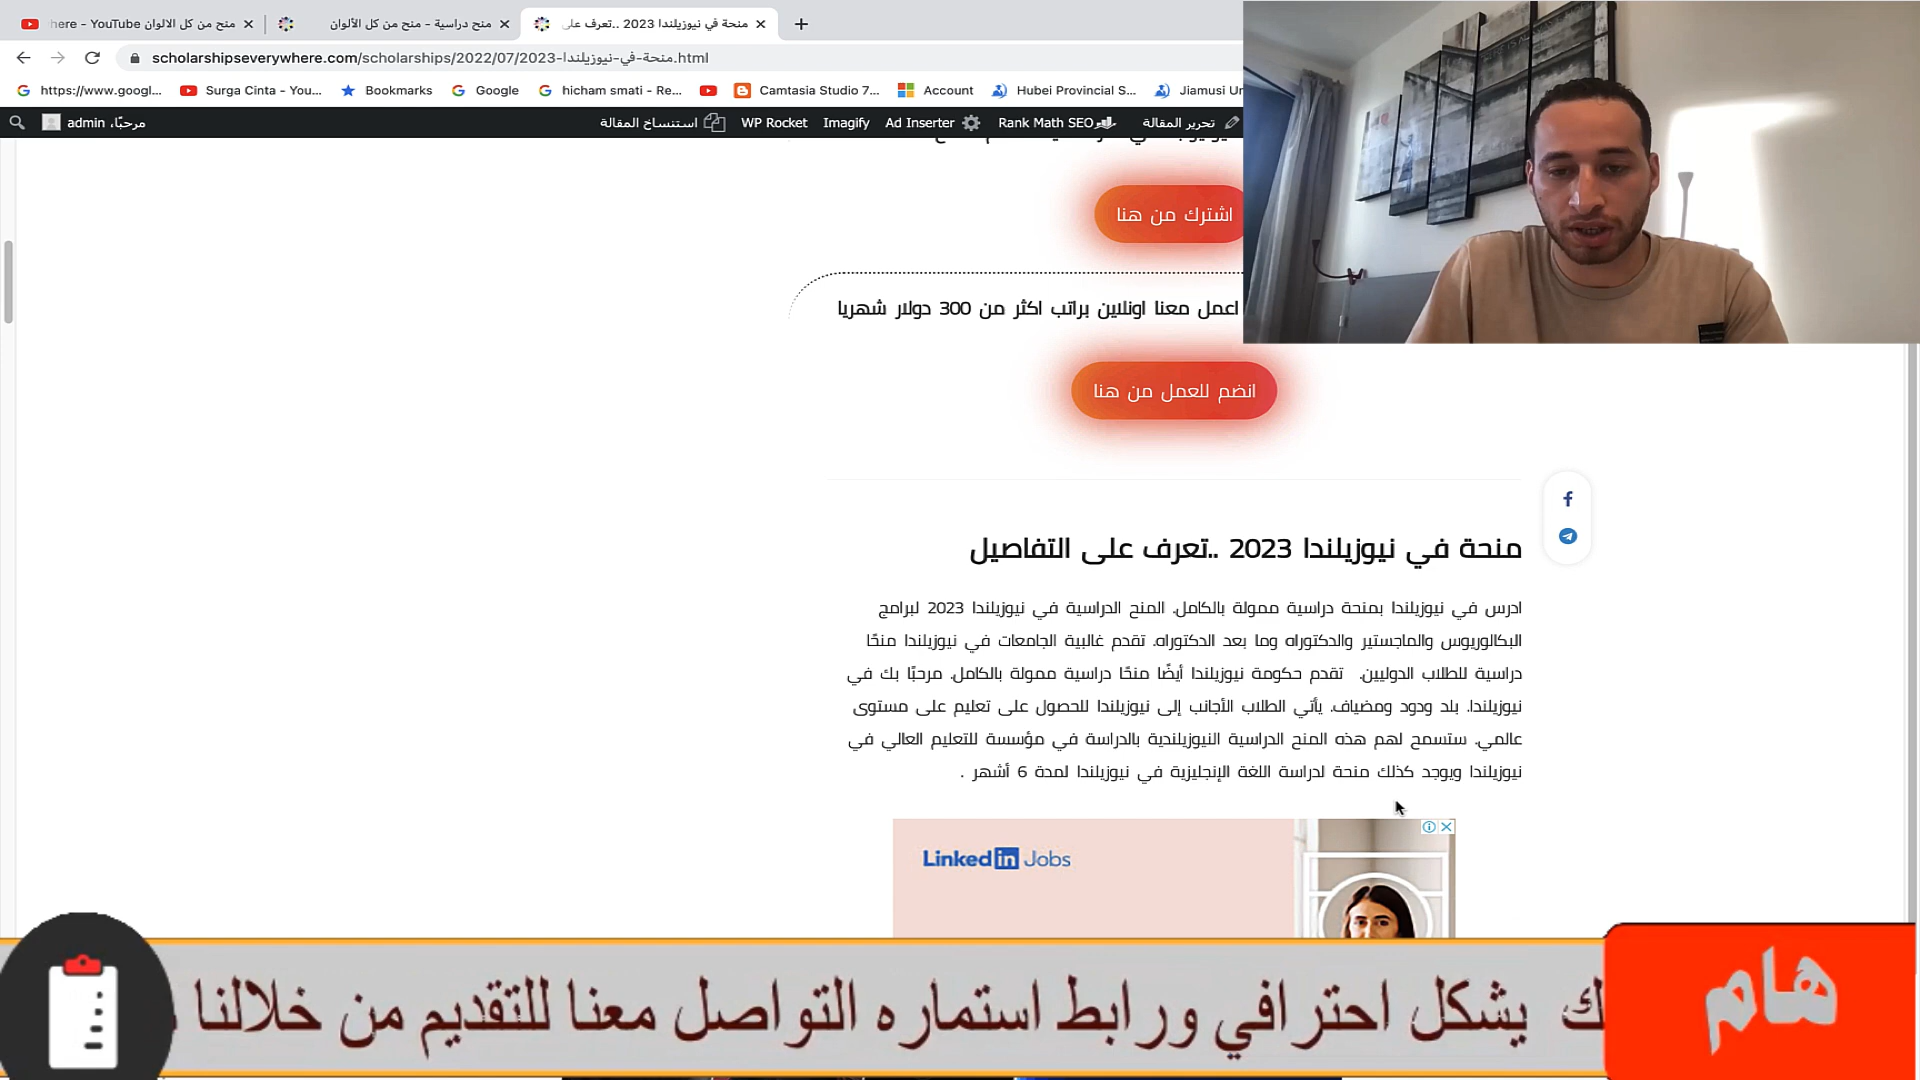 here - YouTube منح من كل الالوان
منح دراسية - منح من كل الألوان
منحة في نيوزيلندا 2023 ..تعرف على
scholarshipseverywhere.com/scholarships/2022/07/منحة-في-نيوزيلندا-2023.html
https://www.googl...
Surga Cinta - You...
Bookmarks
Google
hicham smati - Re...
Camtasia Studio 7...
Account
Hubei Provincial S...
Jiamusi Un
مرحبًا، admin
استنساخ المقالة
WP Rocket
Imagify
Ad Inserter
Rank Math SEO
تحرير المقالة
اشترك من هنا
اعمل معنا اونلاين براتب اكثر من 300 دولار شهريا
انضم للعمل من هنا
منحة في نيوزيلندا 2023 ..تعرف على التفاصيل
ادرس في نيوزيلندا بمنحة دراسية ممولة بالكامل. المنح الدراسية في نيوزيلندا 2023 لبرامج
البكالوريوس والماجستير والدكتوراه وما بعد الدكتوراه. تقدم غالبية الجامعات في نيوزيلندا منحًا
دراسية للطلاب الدوليين. تقدم حكومة نيوزيلندا أيضًا منحًا دراسية ممولة بالكامل. مرحبًا بك في
نيوزيلندا. بلد ودود ومضياف. يأتي الطلاب الأجانب إلى نيوزيلندا للحصول على تعليم على مستوى
عالمي. ستسمح لهم هذه المنح الدراسية النيوزيلندية بالدراسة في مؤسسة للتعليم العالي في
نيوزيلندا ويوجد كذلك منحة لدراسة اللغة الإنجليزية في نيوزيلندا لمدة 6 أشهر .
LinkedIn Jobs
هام
ك يشكل احترافي ورابط استماره التواصل معنا للتقديم من خلالنا